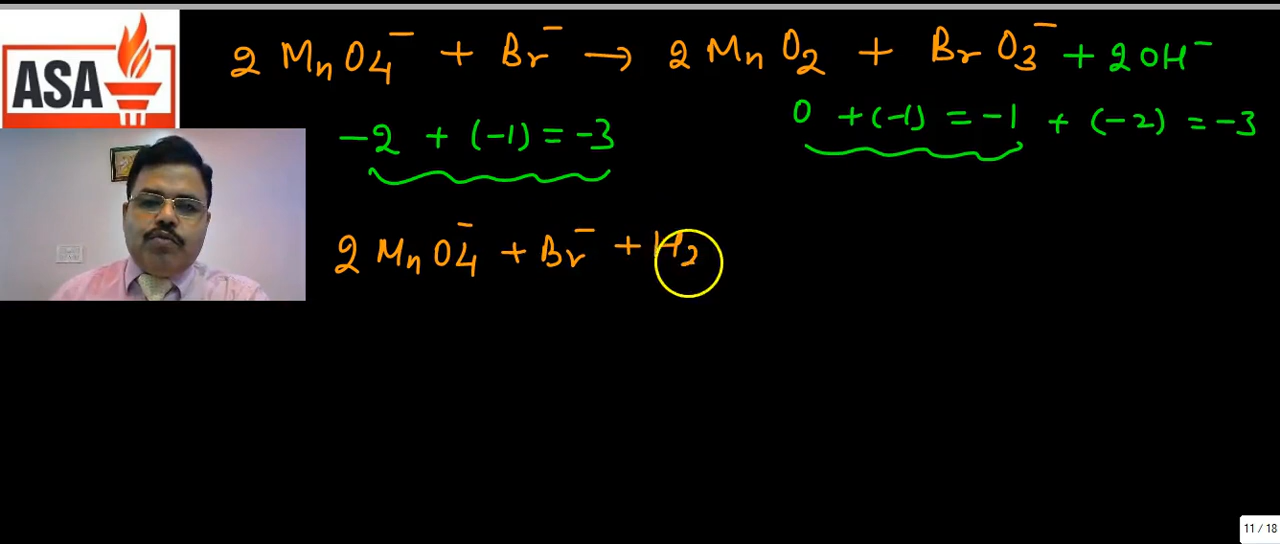 ASA
2 MnO4⁻ + Br⁻ → 2 MnO2 + BrO3⁻ + 2OH⁻
-2 + (-1) = -3
0 + (-1) = -1 + (-2) = -3
2 MnO4⁻ + Br⁻ + H2
11 / 18